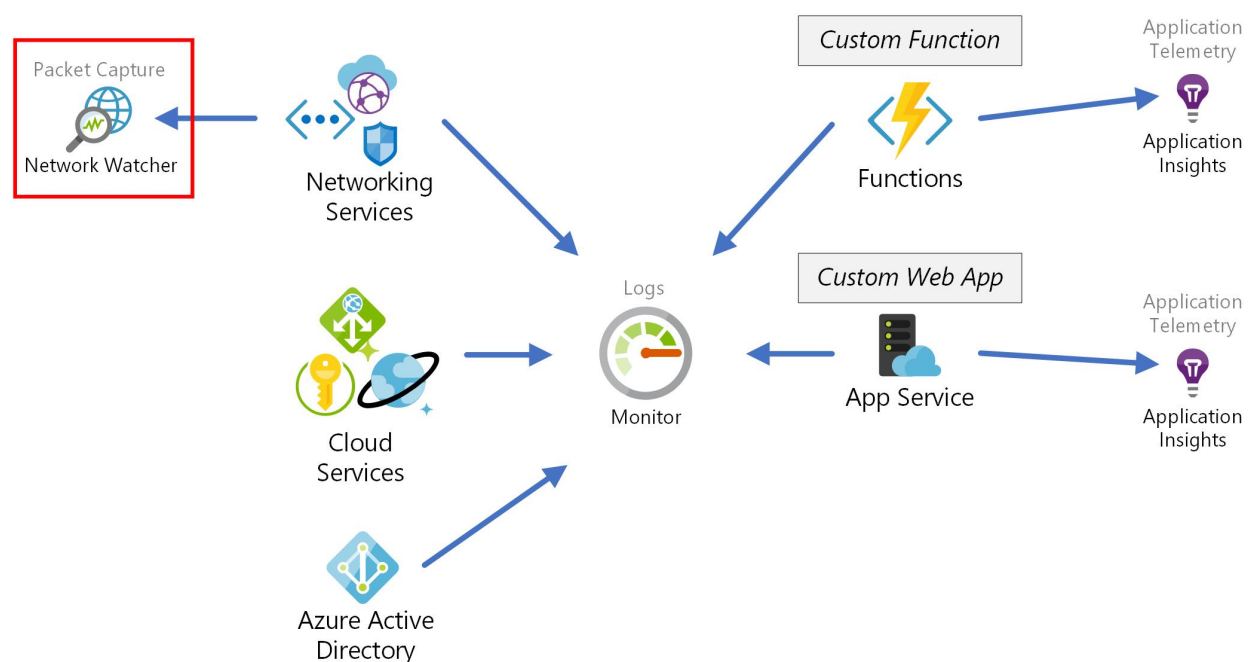 Packet Capture
Network Watcher
Networking
Services
Custom Function
Functions
Application
Telemetry
Application
Insights
Logs
Monitor
Custom Web App
App Service
Application
Telemetry
Application
Insights
Cloud
Services
Azure Active
Directory